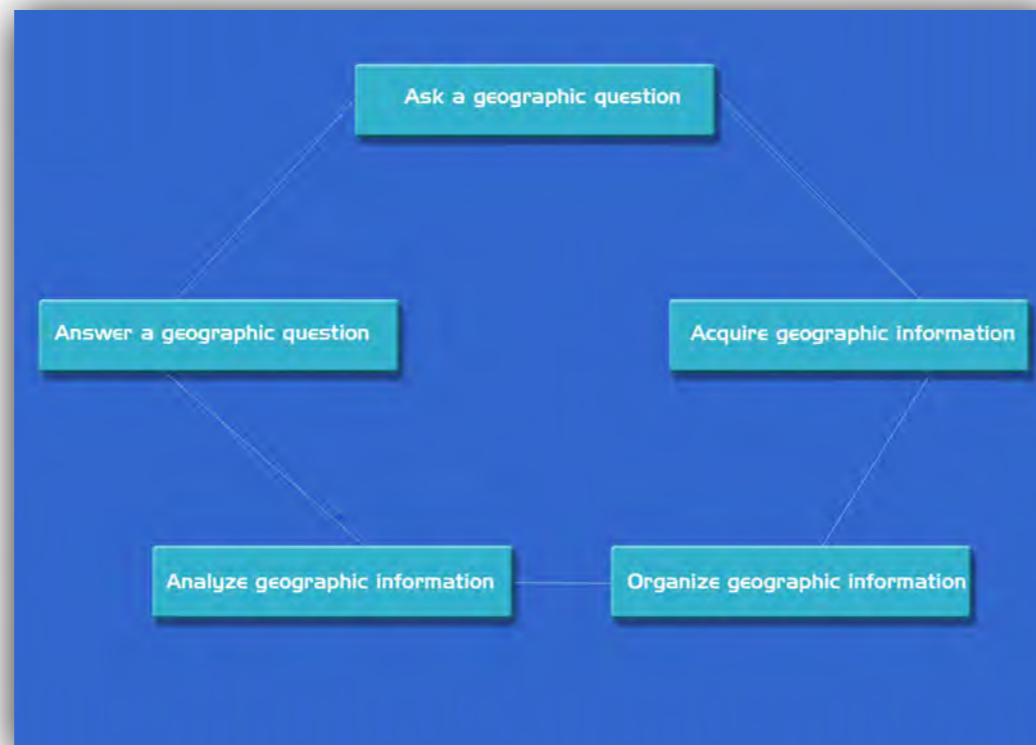 Ask a geographic question
Answer a geographic question
Acquire geographic information
Analyze geographic information
Organize geographic information